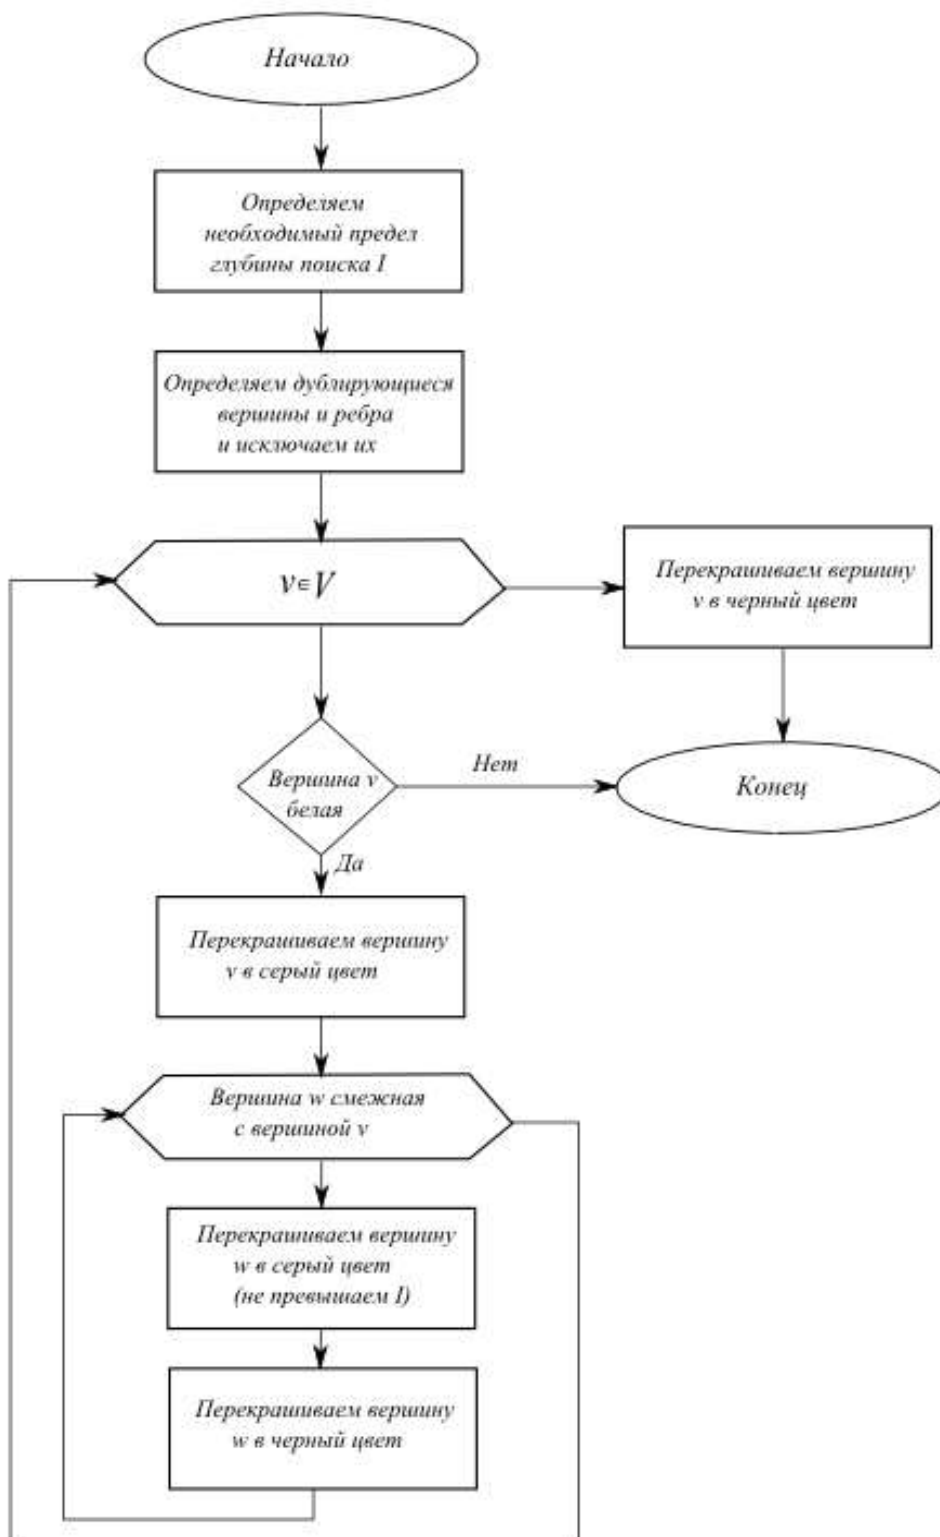 Начало
Определяем
необходимый предел
глубины поиска I
Определяем дублирующиеся
вершины и ребра
и исключаем их
v∈V
Перекрашиваем вершину
v в черный цвет
Вершина v
белая
Нет
Конец
Да
Перекрашиваем вершину
v в серый цвет
Вершина w смежная
с вершиной v
Перекрашиваем вершину
w в серый цвет
(не превышаем I)
Перекрашиваем вершину
w в черный цвет